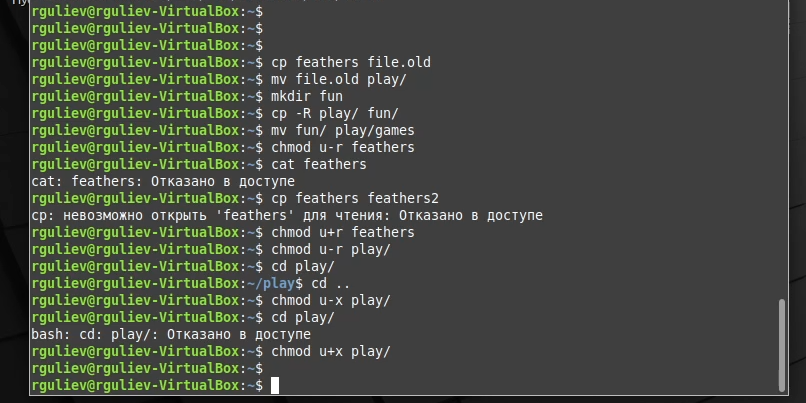 rguliev@rguliev-VirtualBox:~$
rguliev@rguliev-VirtualBox:~$
rguliev@rguliev-VirtualBox:~$
rguliev@rguliev-VirtualBox:~$ cp feathers file.old
rguliev@rguliev-VirtualBox:~$ mv file.old play/
rguliev@rguliev-VirtualBox:~$ mkdir fun
rguliev@rguliev-VirtualBox:~$ cp -R play/ fun/
rguliev@rguliev-VirtualBox:~$ mv fun/ play/games
rguliev@rguliev-VirtualBox:~$ chmod u-r feathers
rguliev@rguliev-VirtualBox:~$ cat feathers
cat: feathers: Отказано в доступе
rguliev@rguliev-VirtualBox:~$ cp feathers feathers2
cp: невозможно открыть 'feathers' для чтения: Отказано в доступе
rguliev@rguliev-VirtualBox:~$ chmod u+r feathers
rguliev@rguliev-VirtualBox:~$ chmod u-r play/
rguliev@rguliev-VirtualBox:~$ cd play/
rguliev@rguliev-VirtualBox:~/play$ cd ..
rguliev@rguliev-VirtualBox:~$ chmod u-x play/
rguliev@rguliev-VirtualBox:~$ cd play/
bash: cd: play/: Отказано в доступе
rguliev@rguliev-VirtualBox:~$ chmod u+x play/
rguliev@rguliev-VirtualBox:~$
rguliev@rguliev-VirtualBox:~$